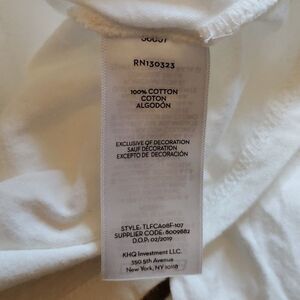 RN130323
100% COTTON
COTON
ALGODÓN
EXCLUSIVE OF DECORATION
SAUF DÉCORATION
EXCEPTO DE DECORACIÓN
STYLE: TLFCA08F-107
SUPPLIER CODE: 8009882
D.O.P: 02/2019
KHQ Investment LLC.
350 5th Avenue
New York, NY 10118